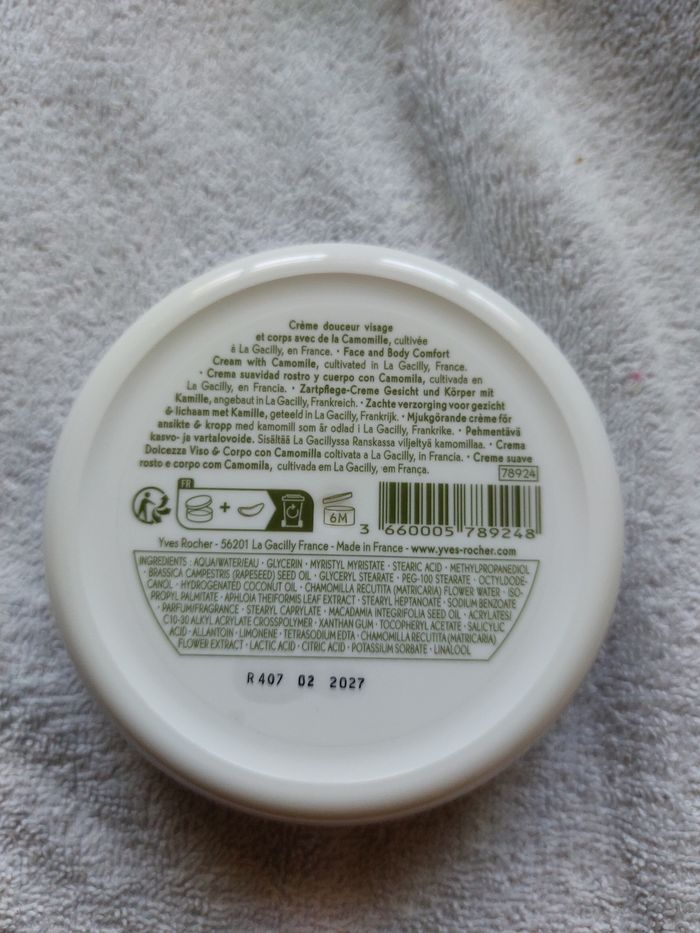 Crème douceur visage
et corps avec de la Camomille, cultivée
à La Gacilly, en France. • Face and Body Comfort
Cream with Camomile, cultivated in La Gacilly, France.
• Crema suavidad rostro y cuerpo con Camomila, cultivada en
La Gacilly, en Francia. • Zartpflege-Creme Gesicht und Körper mit
Kamille, angebaut in La Gacilly, Frankreich. • Zachte verzorging voor gezicht
& lichaam met Kamille, geteeld in La Gacilly, Frankrijk. • Mjukgörande crème för
ansikte & kropp med kamomill som är odlad i La Gacilly, Frankrike. • Pehmentävä
kasvo- ja vartalovoide. Sisältää La Gacillyssa Ranskassa viljeltyä kamomillaa. • Crema
Dolcezza Viso & Corpo con Camomilla coltivata a La Gacilly, in Francia. • Creme suave
rosto e corpo com Camomila, cultivada em La Gacilly, em França.
78924
FR
+
6M
3 660005 789248
Yves Rocher - 56201 La Gacilly France - Made in France - www.yves-rocher.com
INGREDIENTS : AQUA/WATER/EAU • GLYCERIN • MYRISTYL MYRISTATE • STEARIC ACID • METHYLPROPANEDIOL
• BRASSICA CAMPESTRIS (RAPESEED) SEED OIL • GLYCERYL STEARATE • PEG-100 STEARATE • OCTYLDODE-
CANOL • HYDROGENATED COCONUT OIL • CHAMOMILLA RECUTITA (MATRICARIA) FLOWER WATER • ISO-
PROPYL PALMITATE • APHLOIA THEIFORMIS LEAF EXTRACT • STEARYL HEPTANOATE • SODIUM BENZOATE
• PARFUM/FRAGRANCE • STEARYL CAPRYLATE • MACADAMIA INTEGRIFOLIA SEED OIL • ACRYLATES/
C10-30 ALKYL ACRYLATE CROSSPOLYMER • XANTHAN GUM • TOCOPHERYL ACETATE • SALICYLIC
ACID • ALLANTOIN • LIMONENE • TETRASODIUM EDTA • CHAMOMILLA RECUTITA (MATRICARIA)
FLOWER EXTRACT • LACTIC ACID • CITRIC ACID • POTASSIUM SORBATE • LINALOOL
R407 02 2027